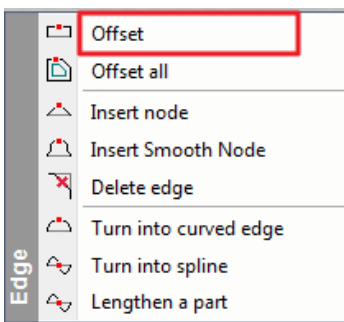 Offset
Offset all
Insert node
Insert Smooth Node
Delete edge
Turn into curved edge
Turn into spline
Lengthen a part
Edge